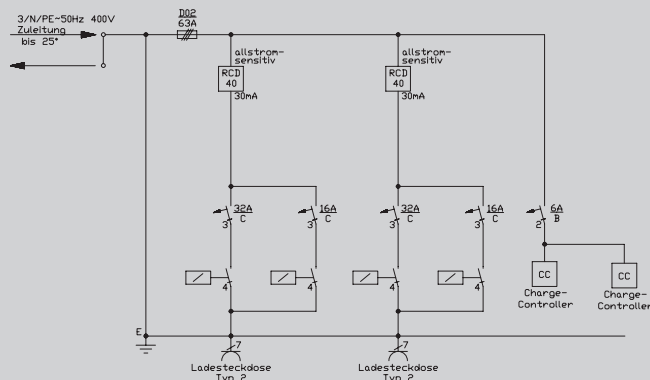 3/N/PE~50Hz 400V
Zuleitung
bis 25²
D02
63A
allstrom-
sensitiv
RCD
40
30mA
allstrom-
sensitiv
RCD
40
30mA
32A
C
3
16A
C
3
32A
C
3
16A
C
3
6A
B
2
4
4
4
4
CC
Charge-
Controller
CC
Charge-
Controller
E
7
Ladesteckdose
Typ 2
7
Ladesteckdose
Typ 2